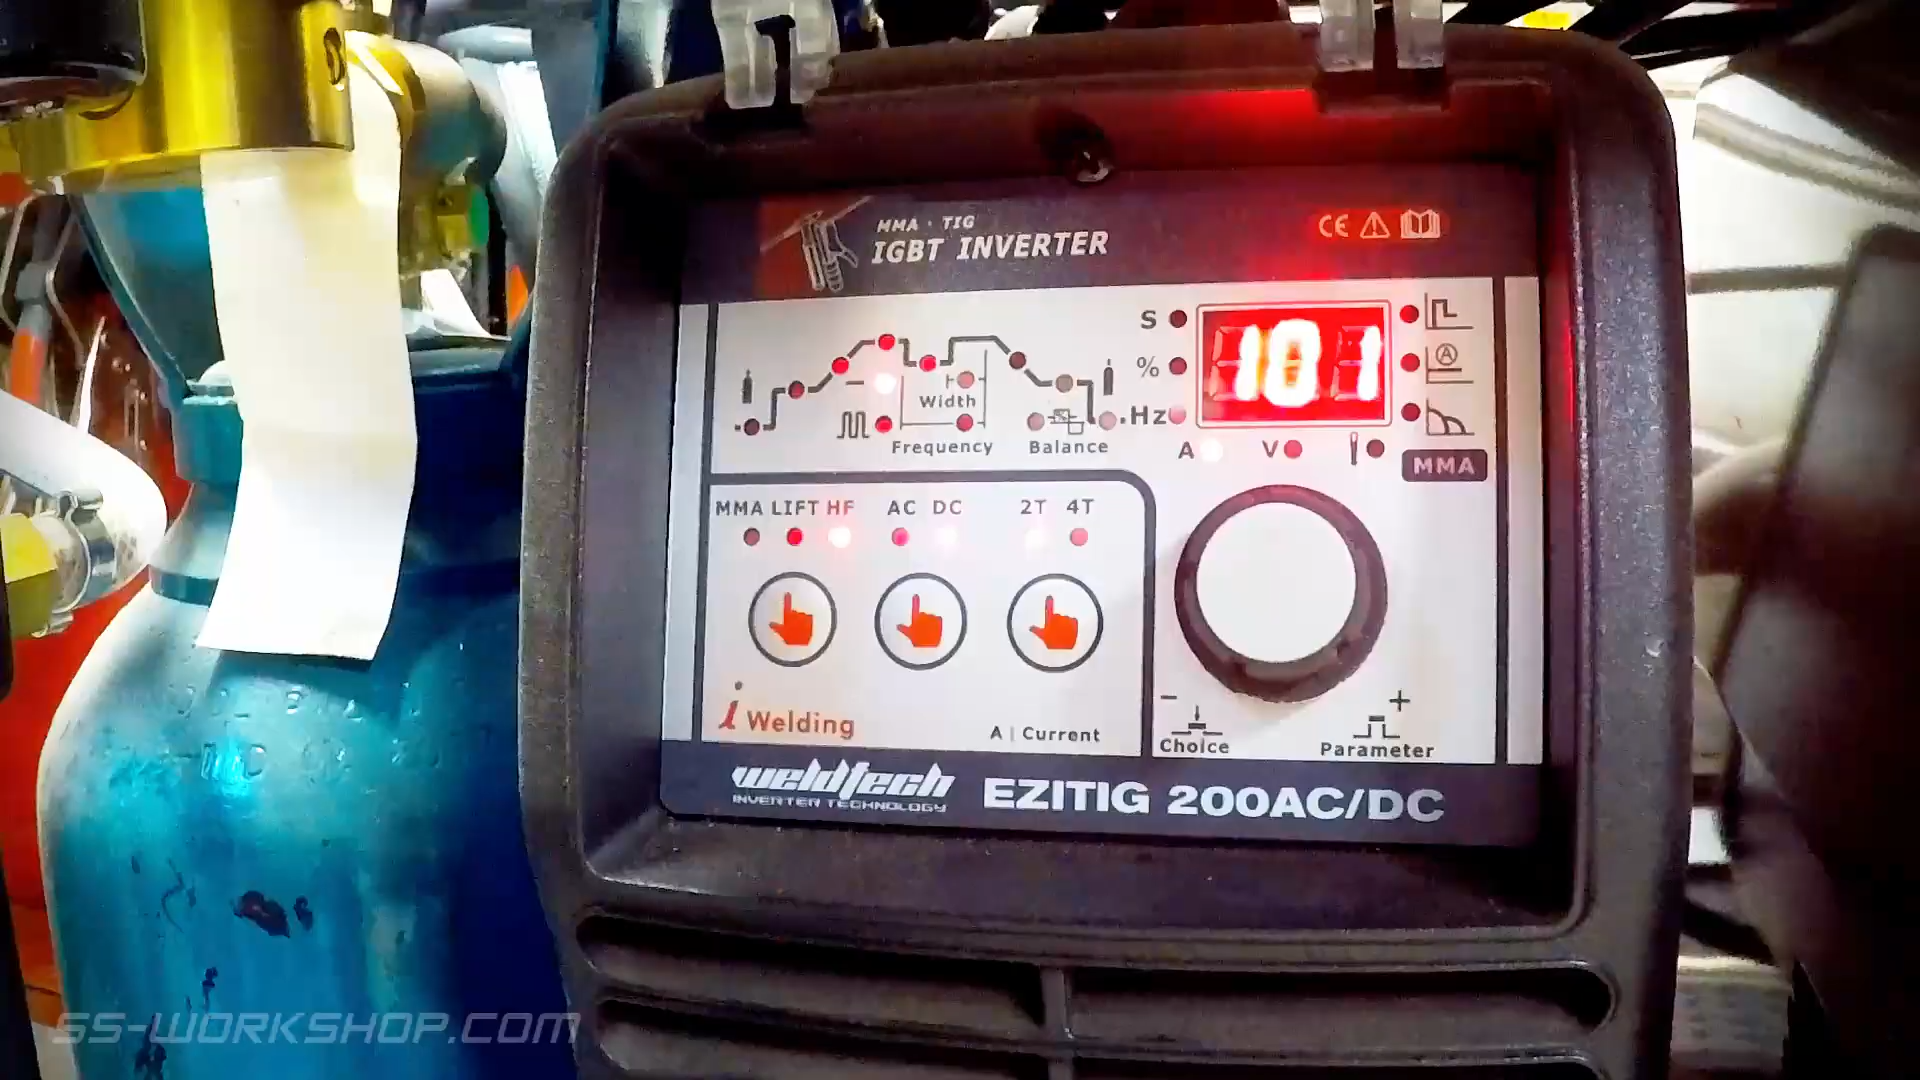 MMA · TIG
IGBT INVERTER
CE
S
%
Hz
101
A
V
MMA
Width
Frequency
Balance
MMA LIFT HF AC DC 2T 4T
i Welding
A | Current
- +
Choice Parameter
weldtech
INVERTER TECHNOLOGY
EZITIG 200AC/DC
SS-WORKSHOP.COM